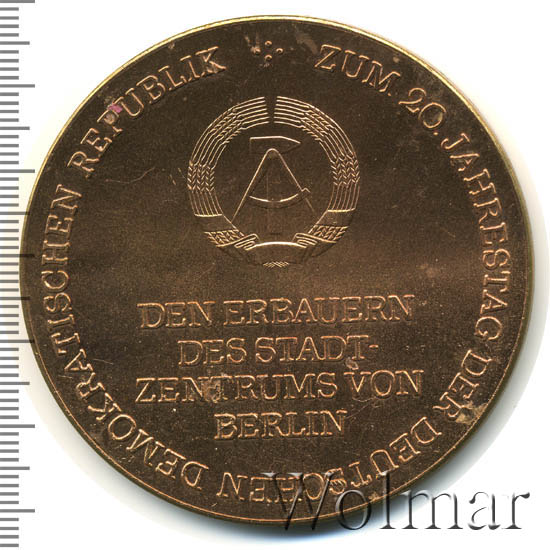 ZUM 20. JAHRESTAG DER DEUTSCHEN DEMOKRATISCHEN REPUBLIK
DEN ERBAUERN
DES STADT-
ZENTRUMS VON
BERLIN
Wolmar